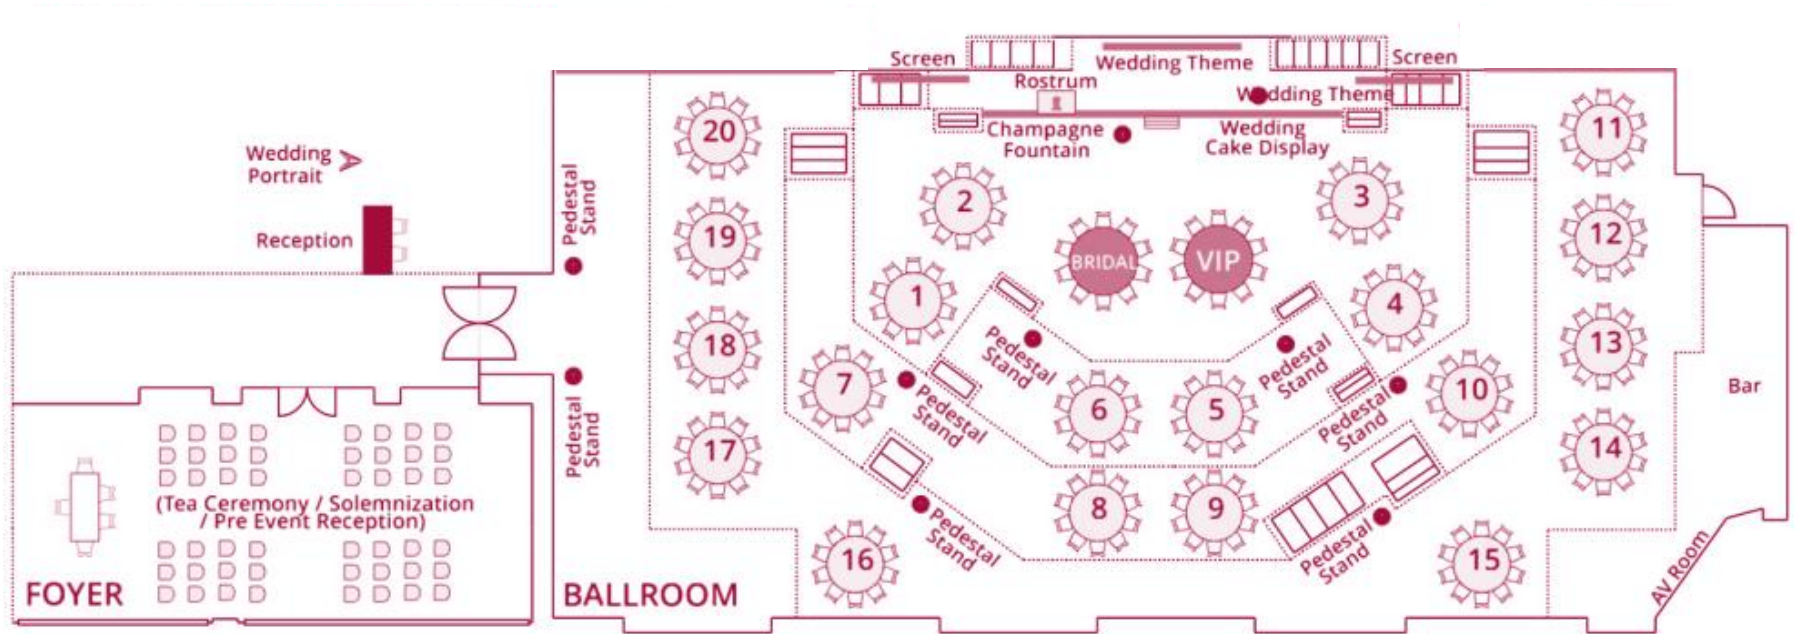 Screen
Wedding Theme
Screen
Rostrum
Wedding Theme
Champagne
Fountain
Wedding
Cake Display
20
11
Wedding
Portrait
Pedestal
Stand
2
3
Reception
19
BRIDAL
VIP
12
1
4
18
13
Pedestal
Stand
Pedestal
Stand
7
10
Bar
Pedestal
Stand
6
5
Pedestal
Stand
Pedestal
Stand
17
14
(Tea Ceremony / Solemnization
/ Pre Event Reception)
8
9
Pedestal
Stand
Pedestal
Stand
16
15
AV Room
FOYER
BALLROOM